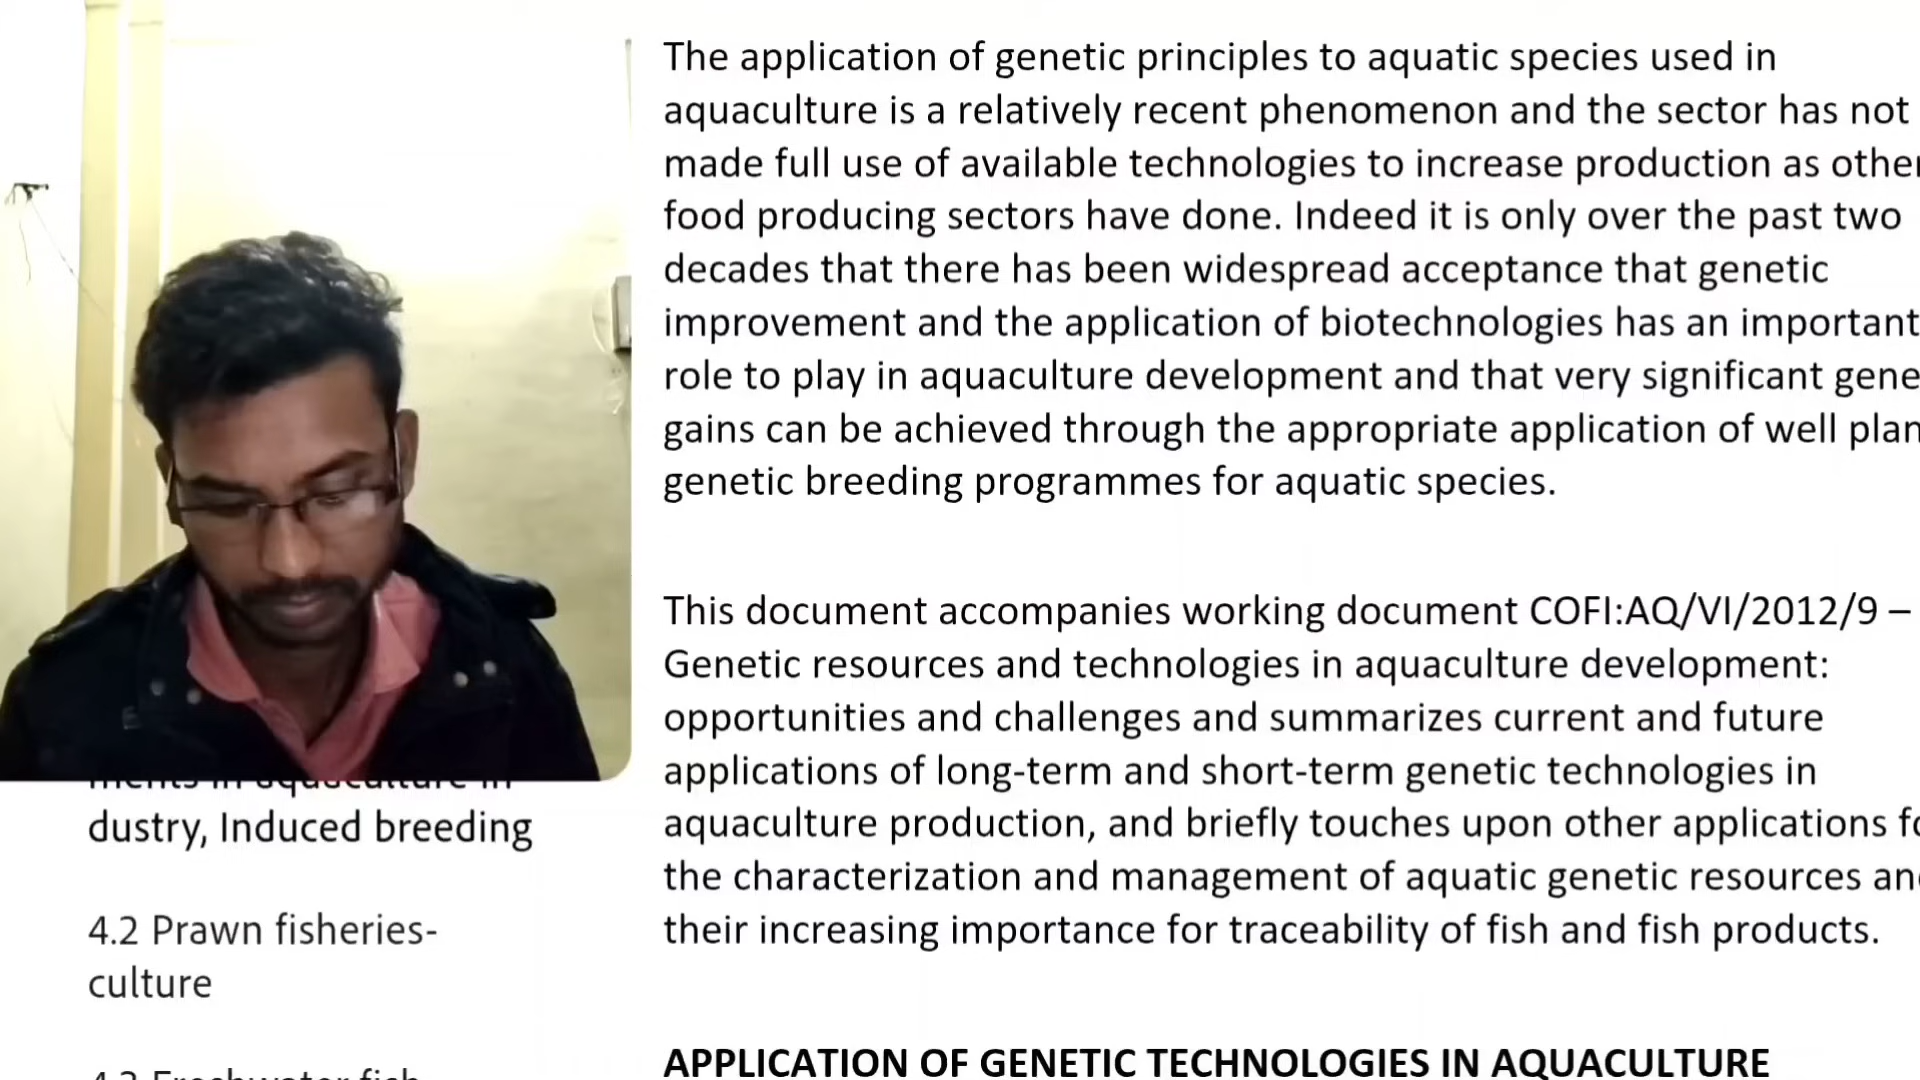 The application of genetic principles to aquatic species used in
aquaculture is a relatively recent phenomenon and the sector has not
made full use of available technologies to increase production as other
food producing sectors have done. Indeed it is only over the past two
decades that there has been widespread acceptance that genetic
improvement and the application of biotechnologies has an important
role to play in aquaculture development and that very significant gene
gains can be achieved through the appropriate application of well plan
genetic breeding programmes for aquatic species.
This document accompanies working document COFI:AQ/VI/2012/9 –
Genetic resources and technologies in aquaculture development:
opportunities and challenges and summarizes current and future
applications of long-term and short-term genetic technologies in
aquaculture production, and briefly touches upon other applications fo
the characterization and management of aquatic genetic resources and
their increasing importance for traceability of fish and fish products.
APPLICATION OF GENETIC TECHNOLOGIES IN AQUACULTURE
ments in aquaculture in
dustry, Induced breeding
4.2 Prawn fisheries-
culture
4.3 Freshwater fish